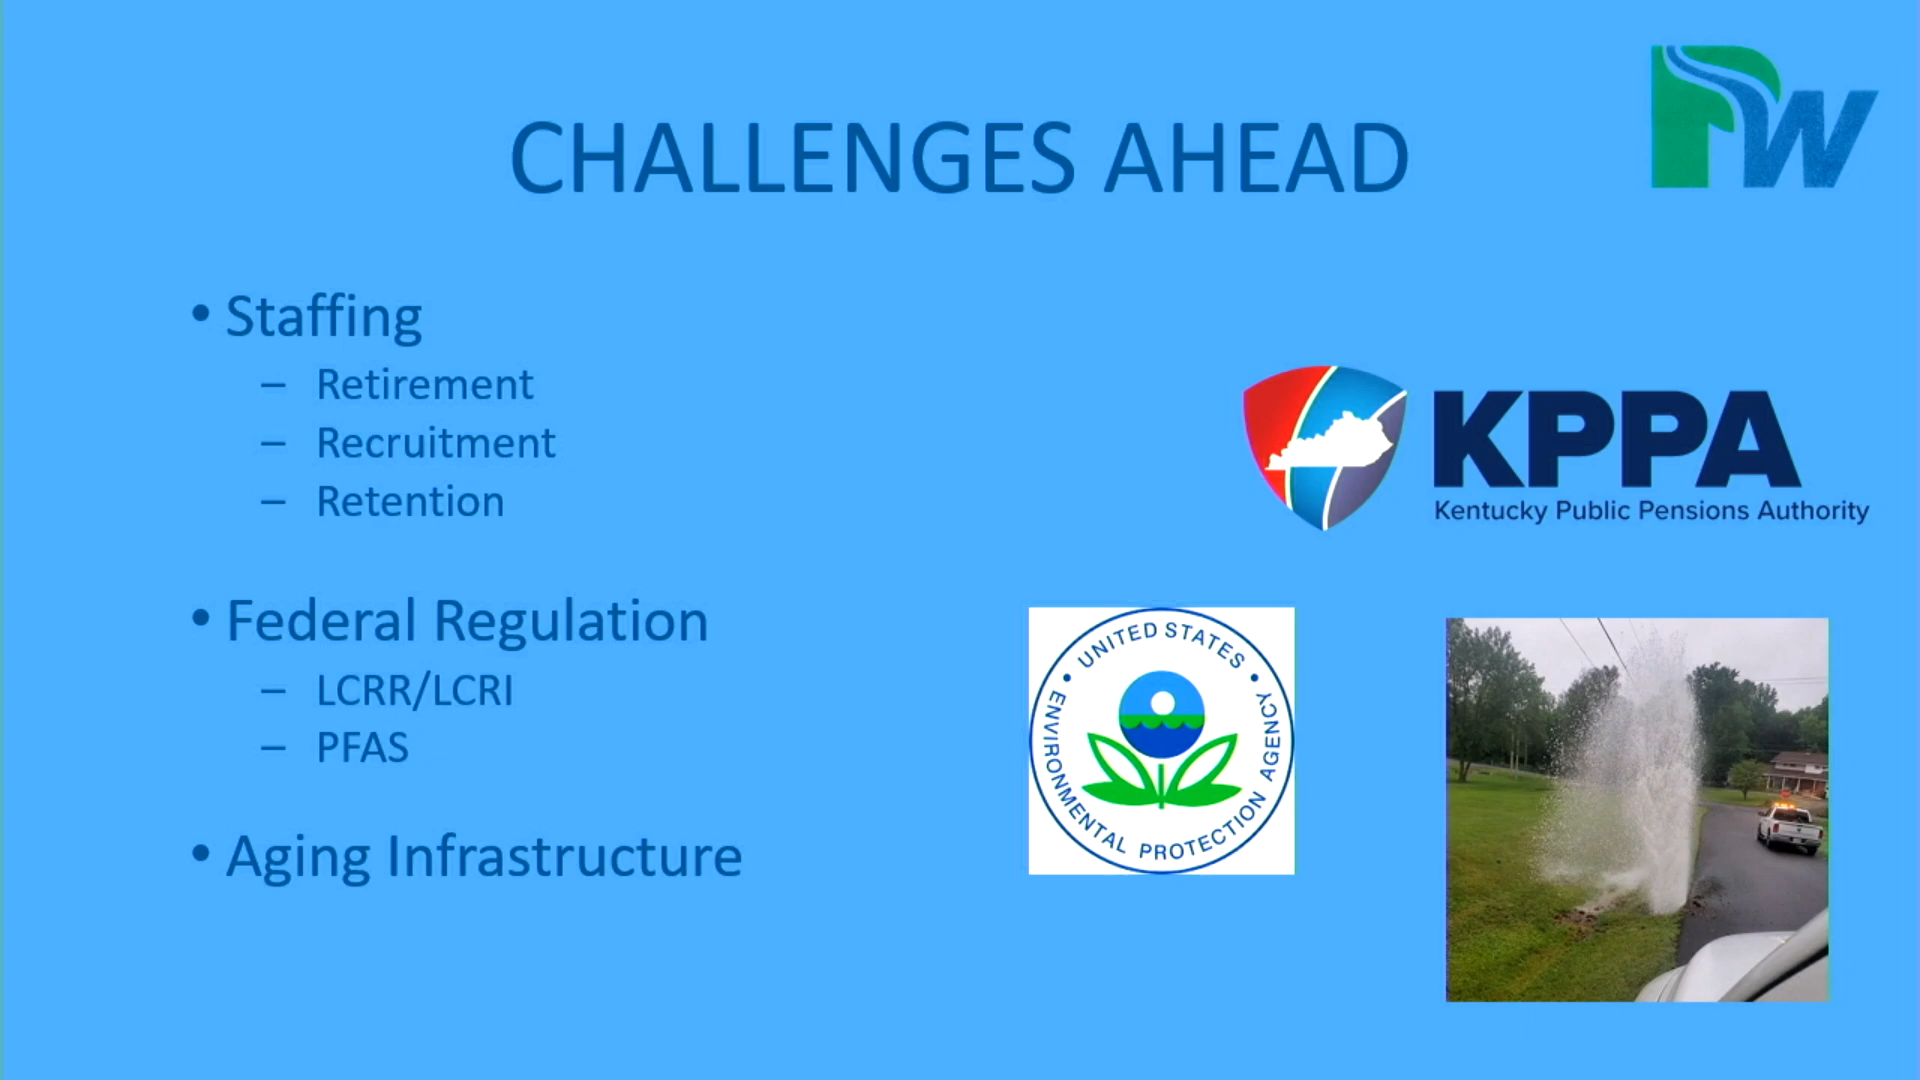 PW
CHALLENGES AHEAD
• Staffing
– Retirement
– Recruitment
– Retention
KPPA
Kentucky Public Pensions Authority
• Federal Regulation
– LCRR/LCRI
– PFAS
• Aging Infrastructure
• UNITED STATES •
ENVIRONMENTAL PROTECTION AGENCY